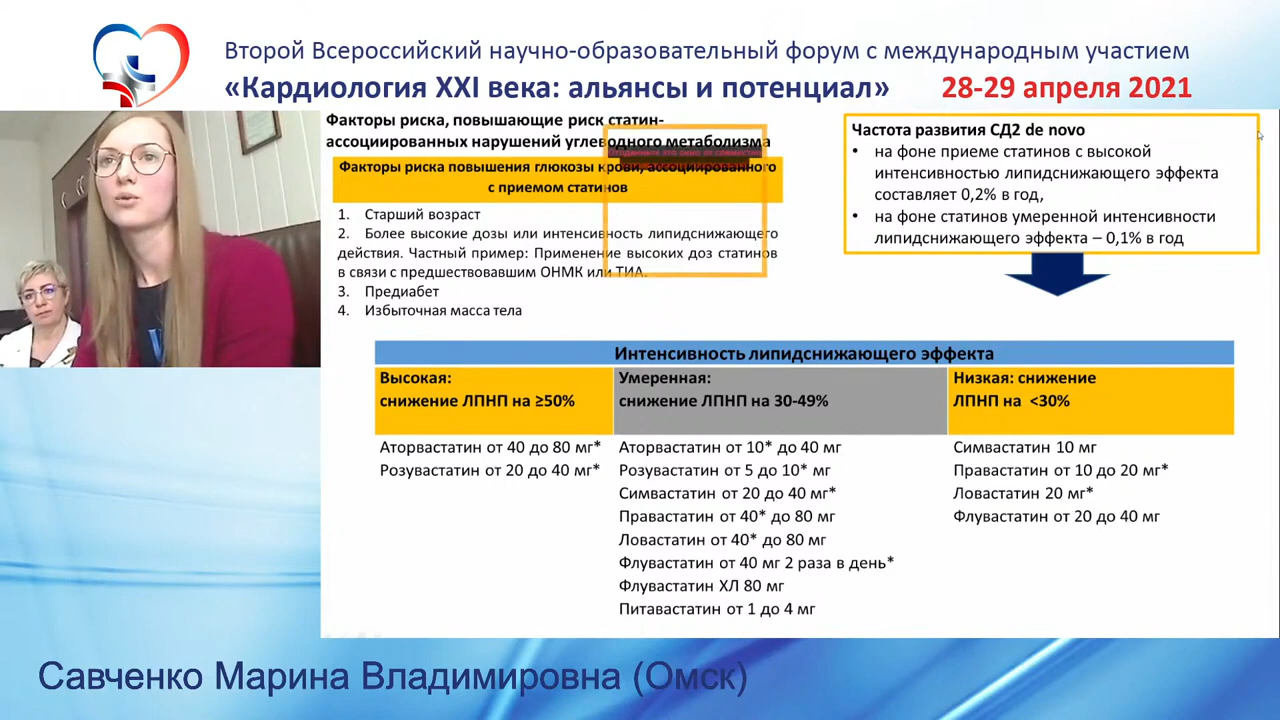 Второй Всероссийский научно-образовательный форум с международным участием
«Кардиология XXI века: альянсы и потенциал» 28-29 апреля 2021
Факторы риска, повышающие риск статин-
ассоциированных нарушений углеводного метаболизма
Факторы риска повышения глюкозы крови, ассоциированного
с приемом статинов
1. Старший возраст
2. Более высокие дозы или интенсивность липидснижающего
действия. Частный пример: Применение высоких доз статинов
в связи с предшествовавшим ОНМК или ТИА.
3. Предиабет
4. Избыточная масса тела
Частота развития СД2 de novo
• на фоне приеме статинов с высокой
интенсивностью липидснижающего эффекта
составляет 0,2% в год,
• на фоне статинов умеренной интенсивности
липидснижающего эффекта – 0,1% в год
Интенсивность липидснижающего эффекта
Высокая:
снижение ЛПНП на ≥50%
Аторвастатин от 40 до 80 мг*
Розувастатин от 20 до 40 мг*
Умеренная:
снижение ЛПНП на 30-49%
Аторвастатин от 10* до 40 мг
Розувастатин от 5 до 10* мг
Симвастатин от 20 до 40 мг*
Правастатин от 40* до 80 мг
Ловастатин от 40* до 80 мг
Флувастатин от 40 мг 2 раза в день*
Флувастатин ХЛ 80 мг
Питавастатин от 1 до 4 мг
Низкая: снижение
ЛПНП на <30%
Симвастатин 10 мг
Правастатин от 10 до 20 мг*
Ловастатин 20 мг*
Флувастатин от 20 до 40 мг
Савченко Марина Владимировна (Омск)